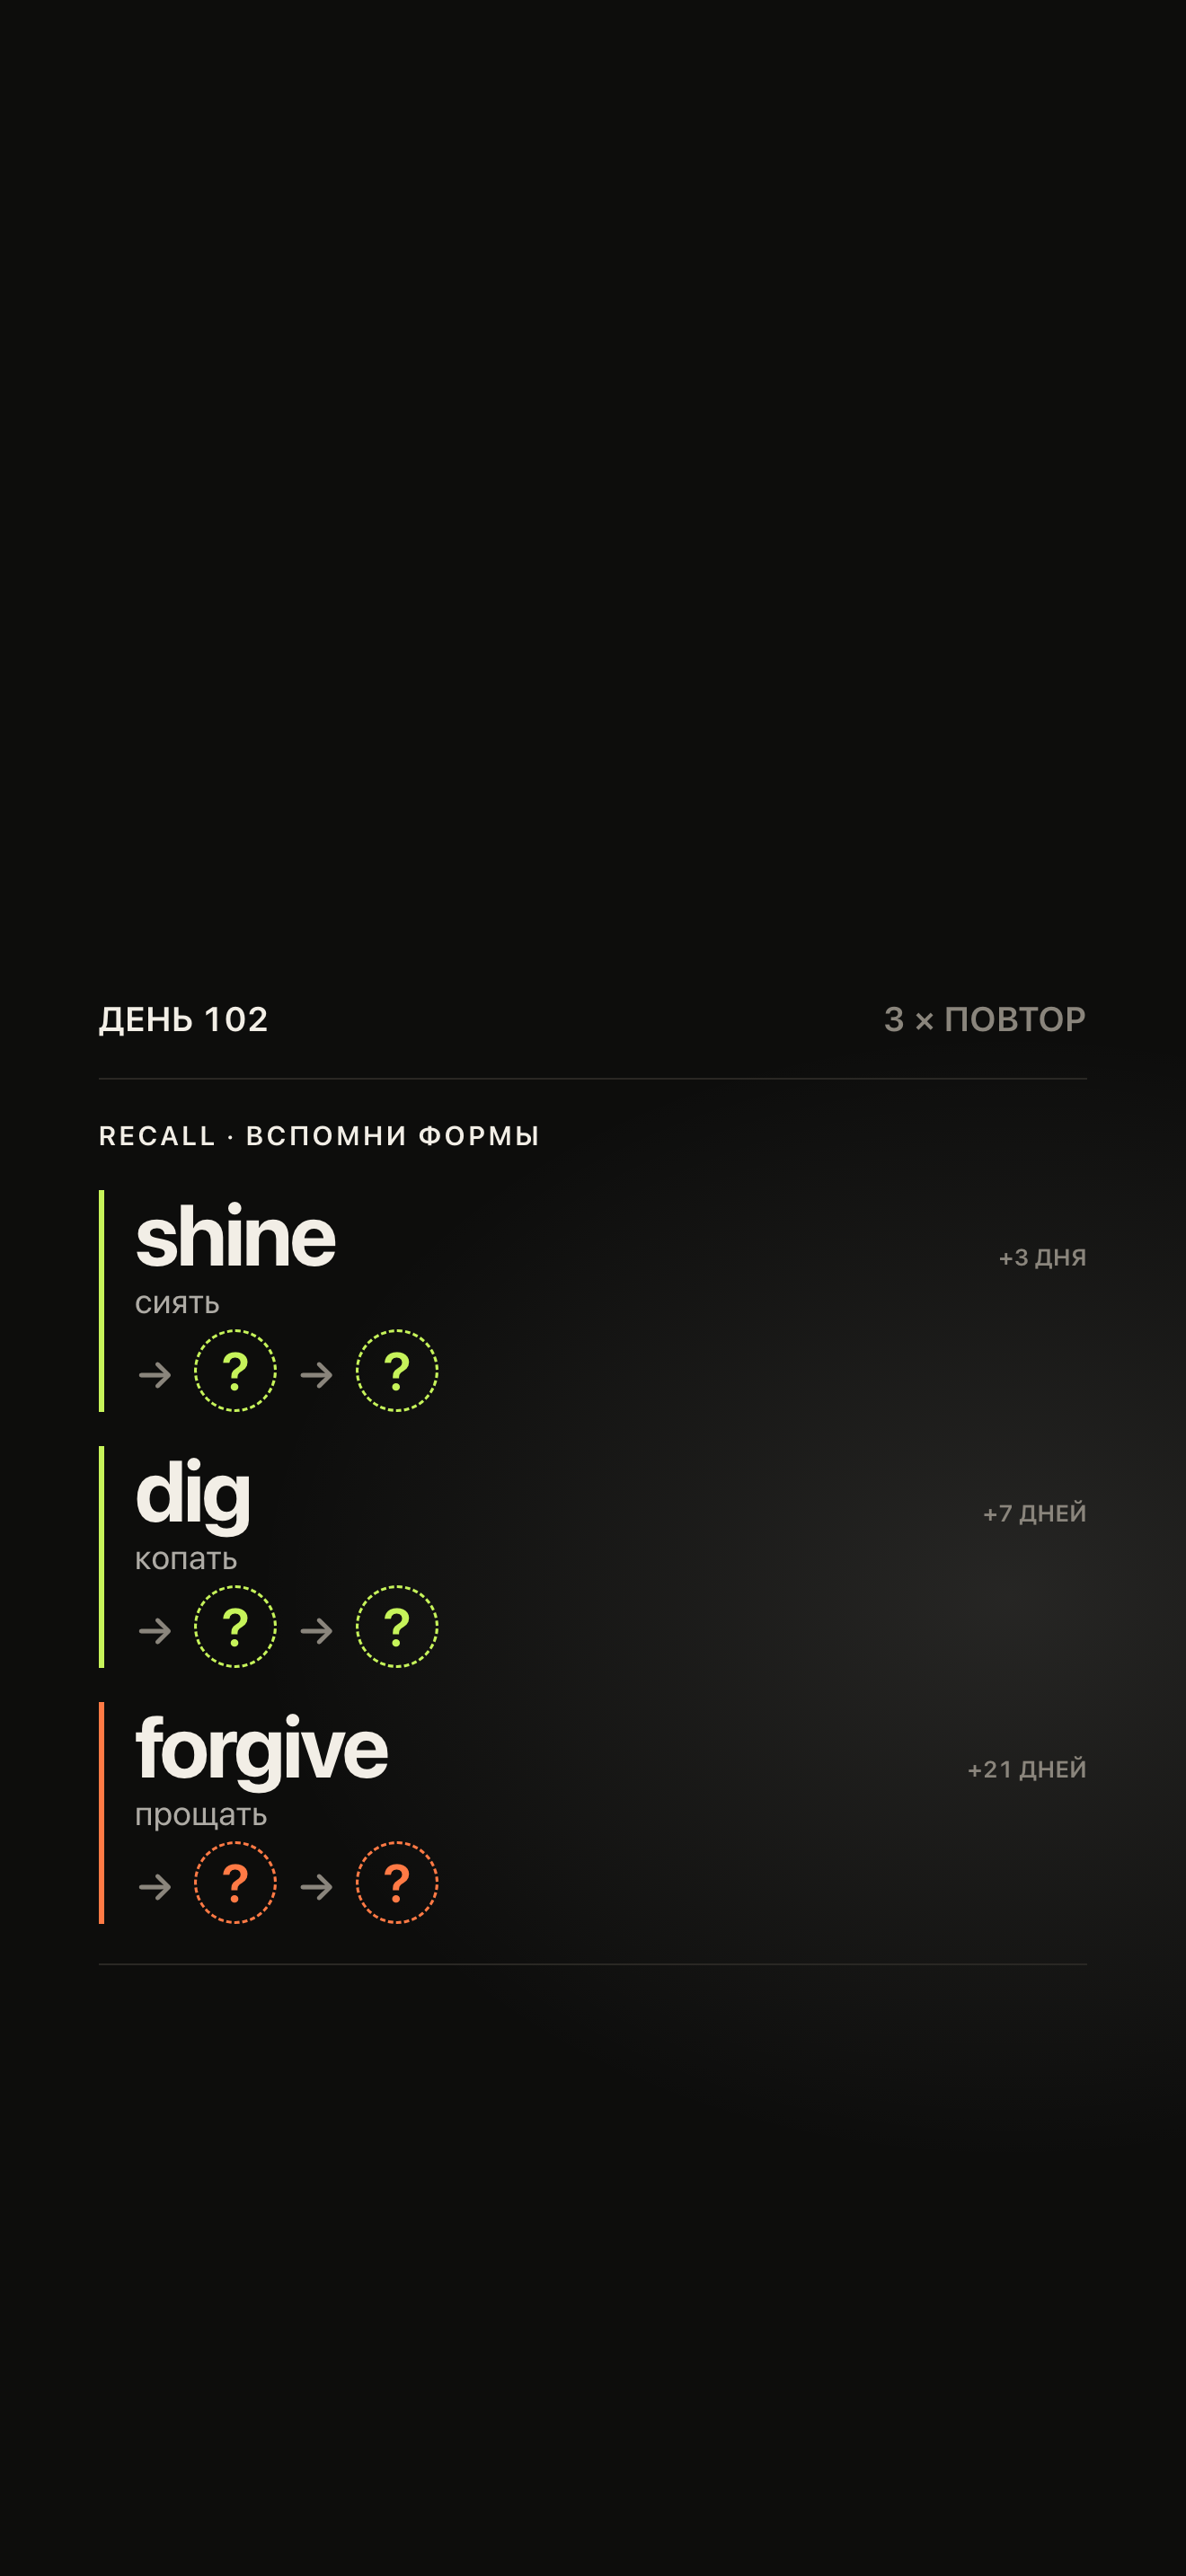 ДЕНЬ 102
3 × ПОВТОР
RECALL · ВСПОМНИ ФОРМЫ
shine
+3 ДНЯ
сиять
→ ? → ?
dig
+7 ДНЕЙ
копать
→ ? → ?
forgive
+21 ДНЕЙ
прощать
→ ? → ?